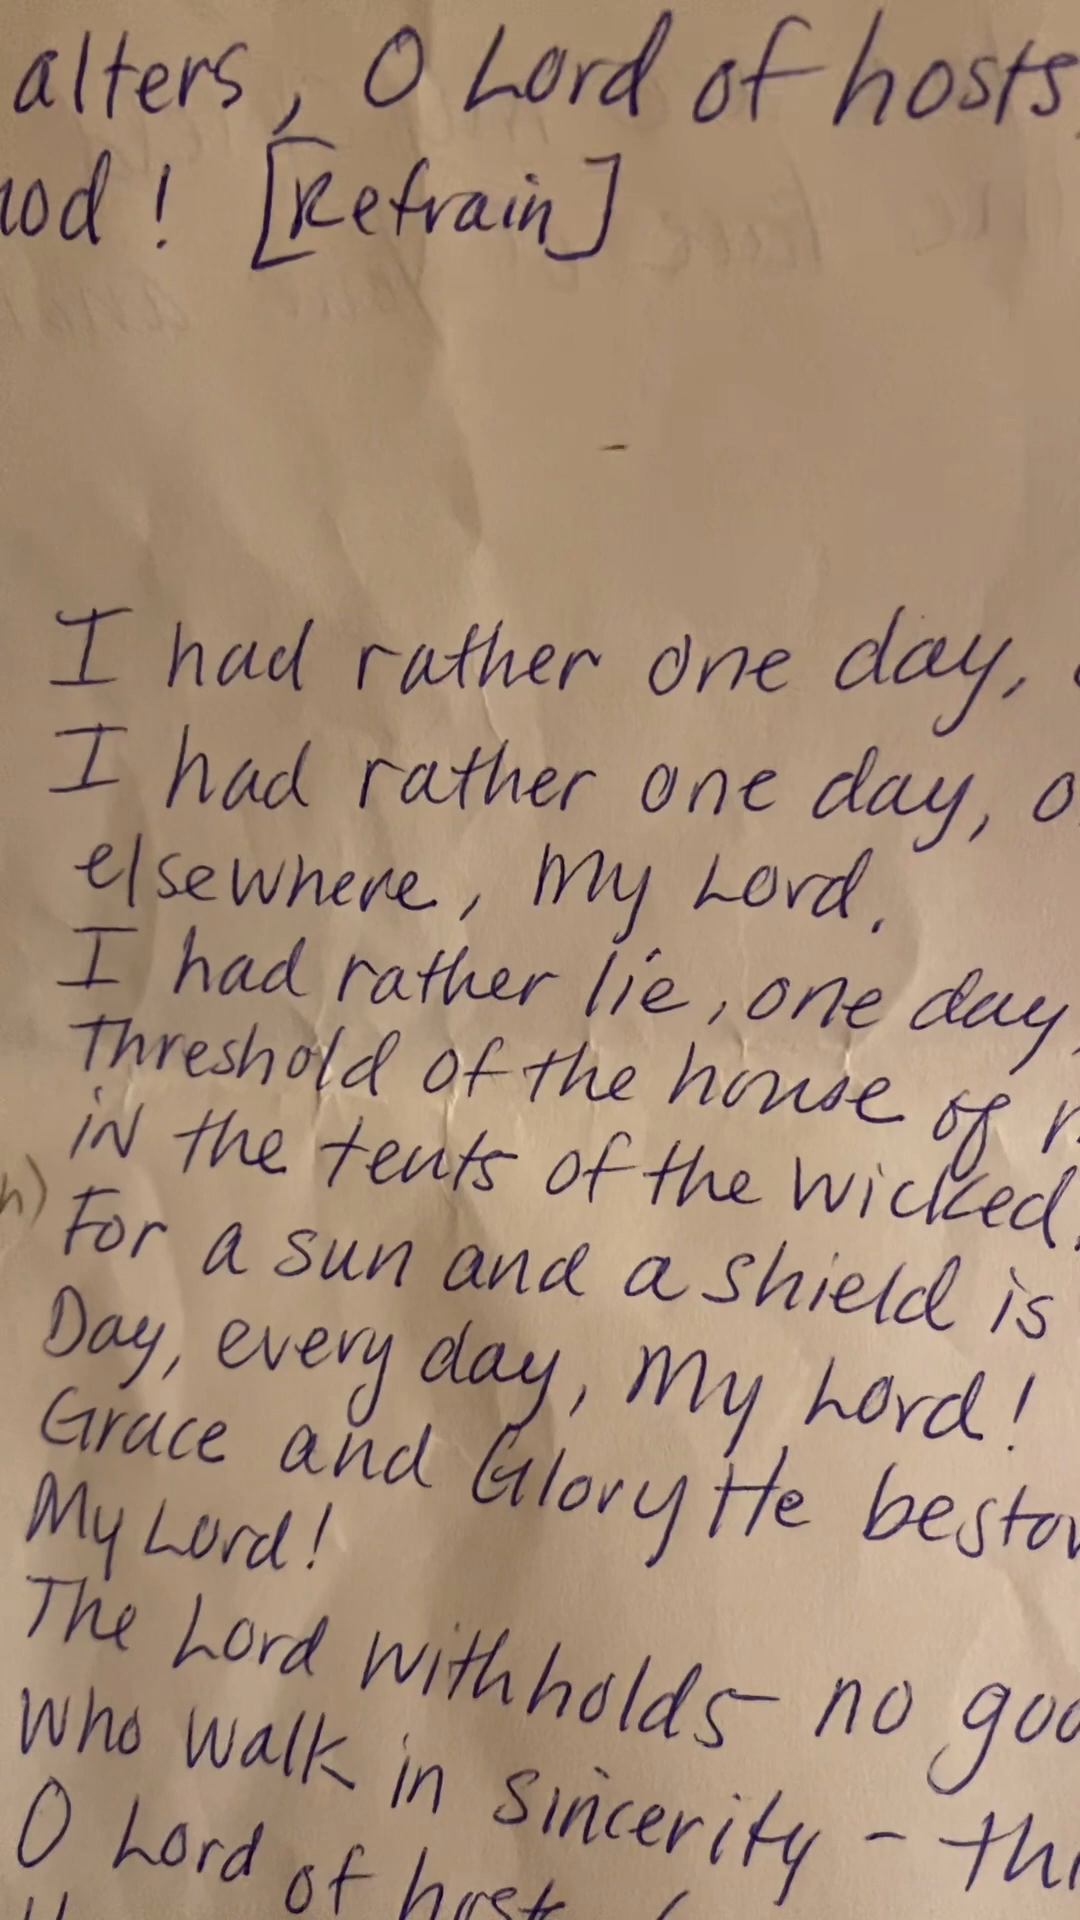 alters, O Lord of hosts
! [Refrain]
I had rather one day,
I had rather one day,
elsewhere, My Lord.
I had rather lie, one day,
Threshold of the house of
in the tents of the wicked.
For a sun and a shield is
Day, every day, My Lord!
Grace and Glory He
My Lord!
The Lord withholds no
Who walk in sincerity -
O Lord of